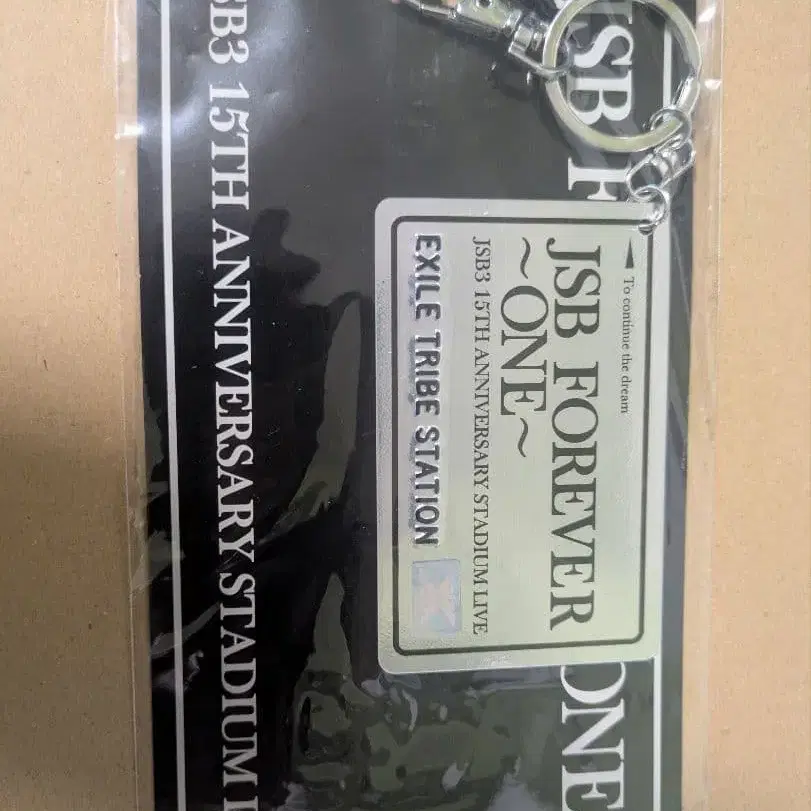 To continue the dream
JSB FOREVER
～ONE～
JSB3 15TH ANNIVERSARY STADIUM LIVE
EXILE TRIBE STATION
JSB
ONE
SB3 15TH ANNIVERSARY STADIUM